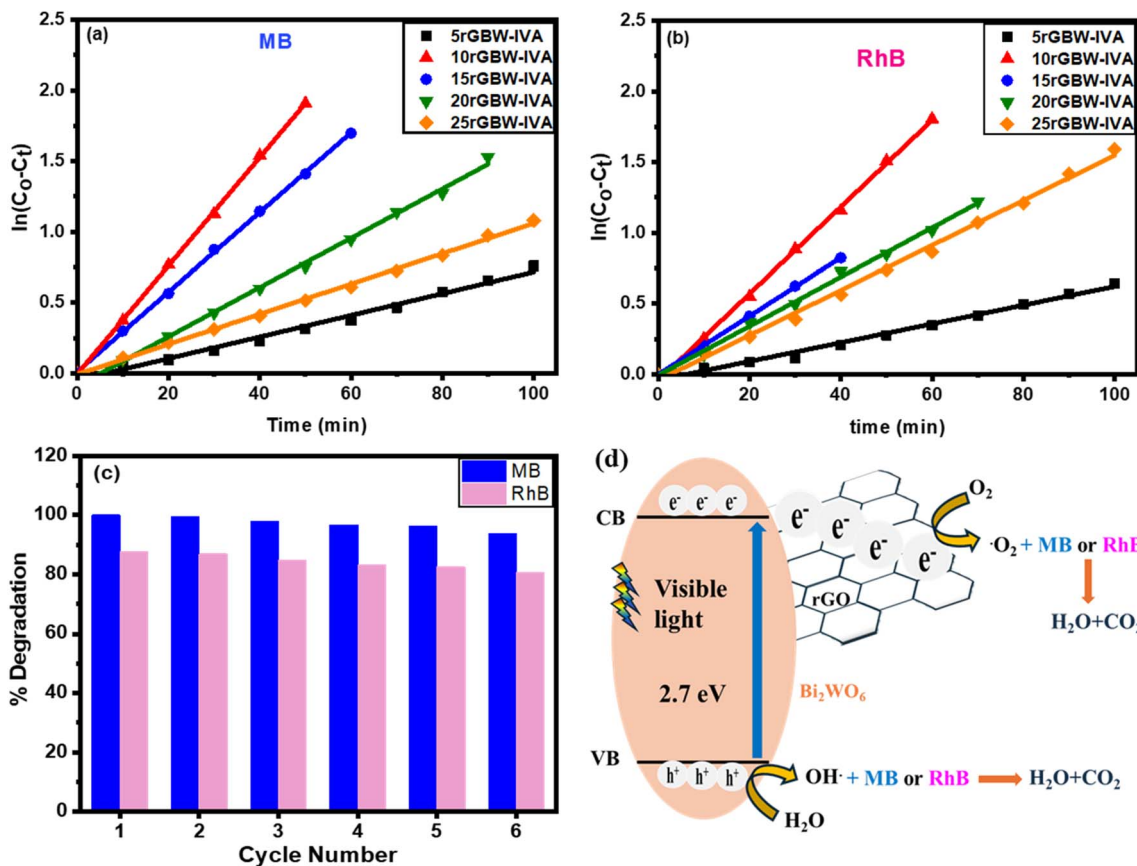 (a)
MB
5rGBW-IVA
10rGBW-IVA
15rGBW-IVA
20rGBW-IVA
25rGBW-IVA
ln(C₀-Cₜ)
2.5
2.0
1.5
1.0
0.5
0.0
0 20 40 60 80 100
Time (min)
(b)
RhB
5rGBW-IVA
10rGBW-IVA
15rGBW-IVA
20rGBW-IVA
25rGBW-IVA
ln(C₀-Cₜ)
2.5
2.0
1.5
1.0
0.5
0.0
0 20 40 60 80 100
time (min)
(c)
MB
RhB
% Degradation
120
100
80
60
40
20
0
1 2 3 4 5 6
Cycle Number
(d)
e⁻ e⁻ e⁻
CB
e⁻
e⁻
e⁻
e⁻
O₂
·O₂ + MB or RhB
H₂O+CO₂
rGO
Visible
light
2.7 eV
Bi₂WO₆
VB
h⁺ h⁺ h⁺
OH· + MB or RhB
H₂O+CO₂
H₂O